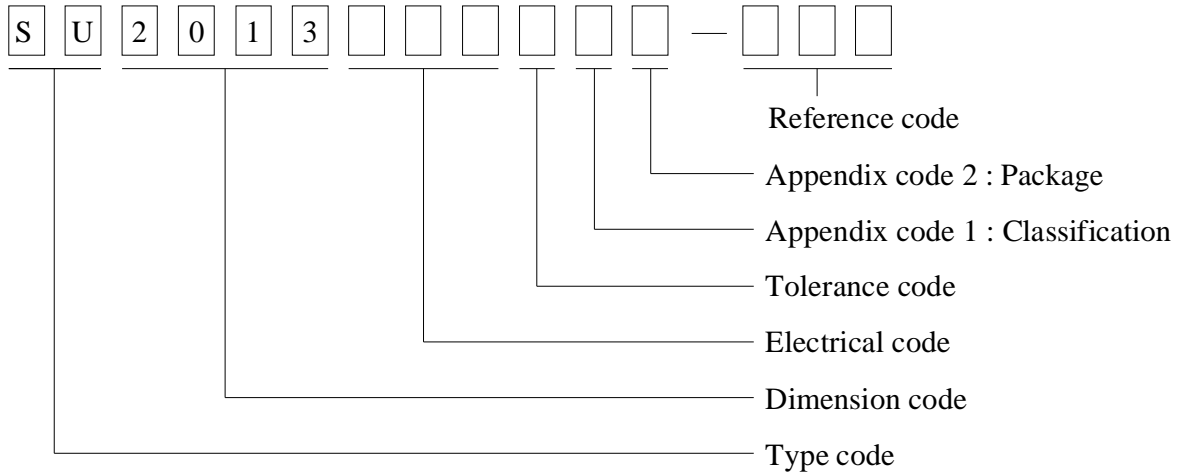 S U 2 0 1 3 —
Reference code
Appendix code 2 : Package
Appendix code 1 : Classification
Tolerance code
Electrical code
Dimension code
Type code